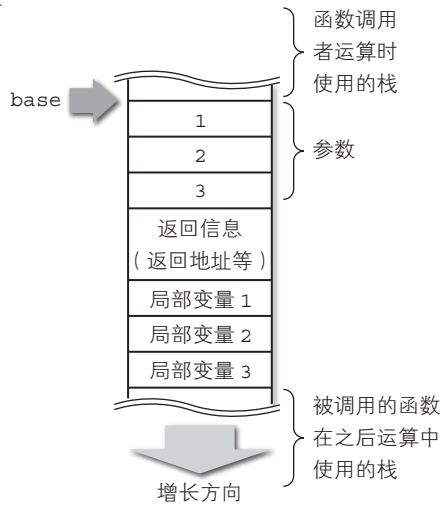 函数调用
者运算时
使用的栈
base
1
2
3
参数
返回信息
（返回地址等）
局部变量 1
局部变量 2
局部变量 3
被调用的函数
在之后运算中
使用的栈
增长方向